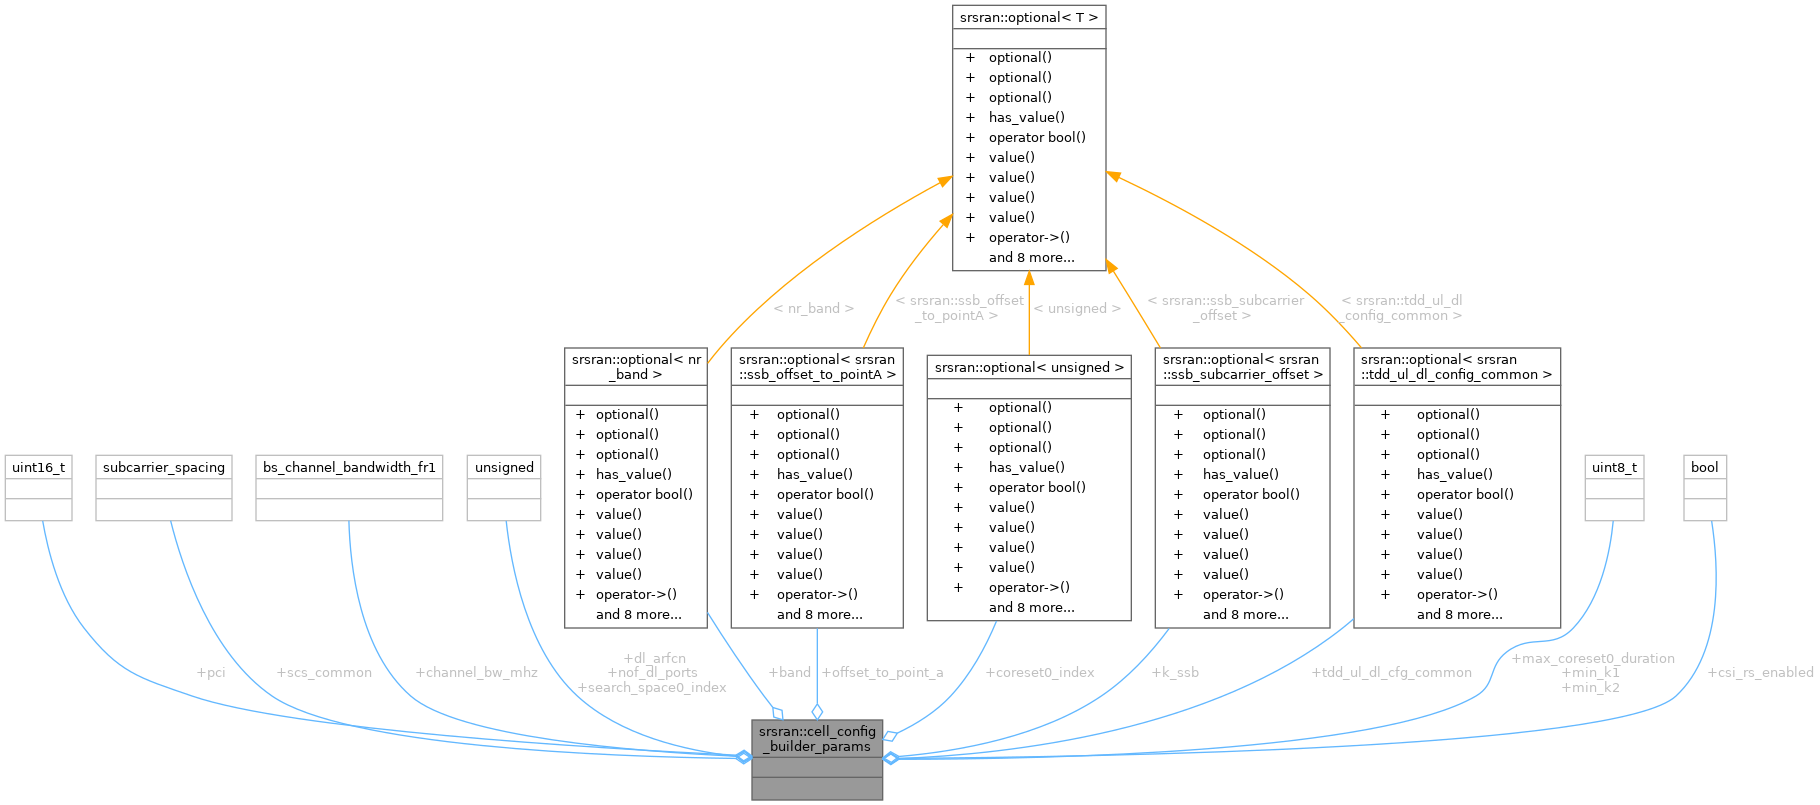 srsran::optional< T >
+ optional()
+ optional()
+ optional()
+ has_value()
+ operator bool()
+ value()
+ value()
+ value()
+ value()
+ operator->()
and 8 more...
< nr_band >
< srsran::ssb_offset
_to_pointA >
< unsigned >
< srsran::ssb_subcarrier
_offset >
< srsran::tdd_ul_dl
_config_common >
uint16_t
subcarrier_spacing
bs_channel_bandwidth_fr1
unsigned
srsran::optional< nr
_band >
+ optional()
+ optional()
+ optional()
+ has_value()
+ operator bool()
+ value()
+ value()
+ value()
+ value()
+ operator->()
and 8 more...
srsran::optional< srsran
::ssb_offset_to_pointA >
+ optional()
+ optional()
+ optional()
+ has_value()
+ operator bool()
+ value()
+ value()
+ value()
+ value()
+ operator->()
and 8 more...
srsran::optional< unsigned >
+ optional()
+ optional()
+ optional()
+ has_value()
+ operator bool()
+ value()
+ value()
+ value()
+ value()
+ operator->()
and 8 more...
srsran::optional< srsran
::ssb_subcarrier_offset >
+ optional()
+ optional()
+ optional()
+ has_value()
+ operator bool()
+ value()
+ value()
+ value()
+ value()
+ operator->()
and 8 more...
srsran::optional< srsran
::tdd_ul_dl_config_common >
+ optional()
+ optional()
+ optional()
+ has_value()
+ operator bool()
+ value()
+ value()
+ value()
+ value()
+ operator->()
and 8 more...
uint8_t
bool
+pci
+scs_common
+channel_bw_mhz
+dl_arfcn
+nof_dl_ports
+search_space0_index
+band
+offset_to_point_a
+coreset0_index
+k_ssb
+tdd_ul_dl_cfg_common
+max_coreset0_duration
+min_k1
+min_k2
+csi_rs_enabled
srsran::cell_config
_builder_params